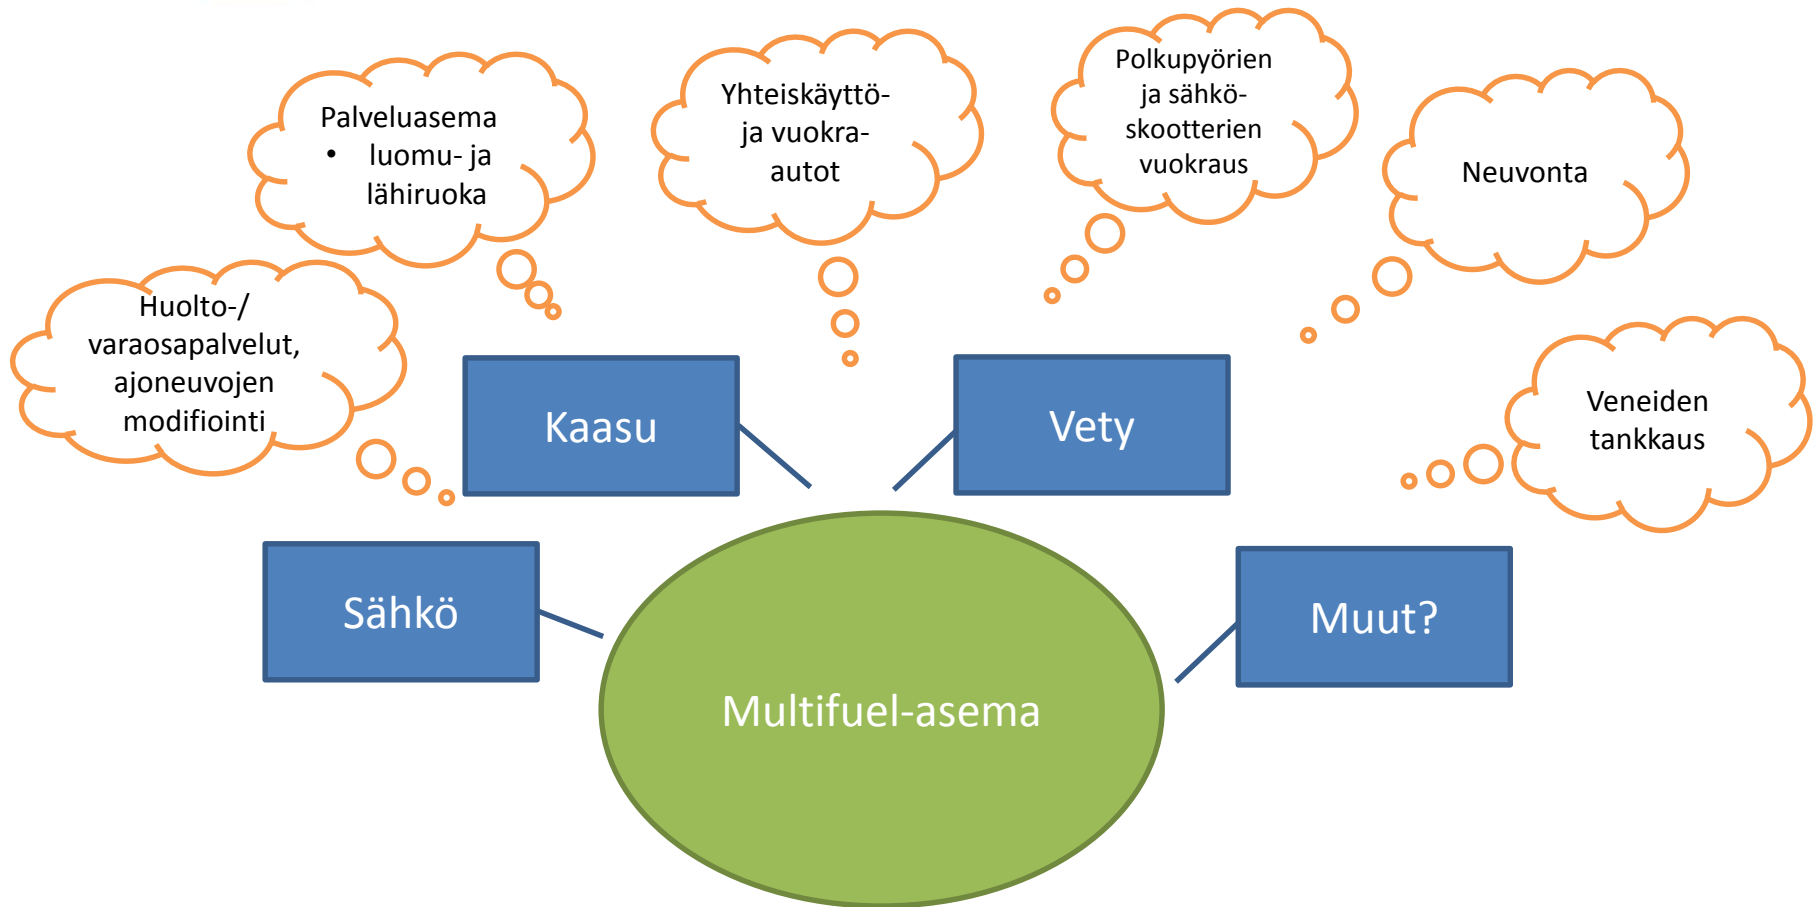 Palveluasema
• luomu- ja
lähiruoka
Yhteiskäyttö-
ja vuokra-
autot
Polkupyörien
ja sähkö-
skootterien
vuokraus
Neuvonta
Huolto-/
varaosapalvelut,
ajoneuvojen
modifiointi
Veneiden
tankkaus
Kaasu
Vety
Sähkö
Muut?
Multifuel-asema